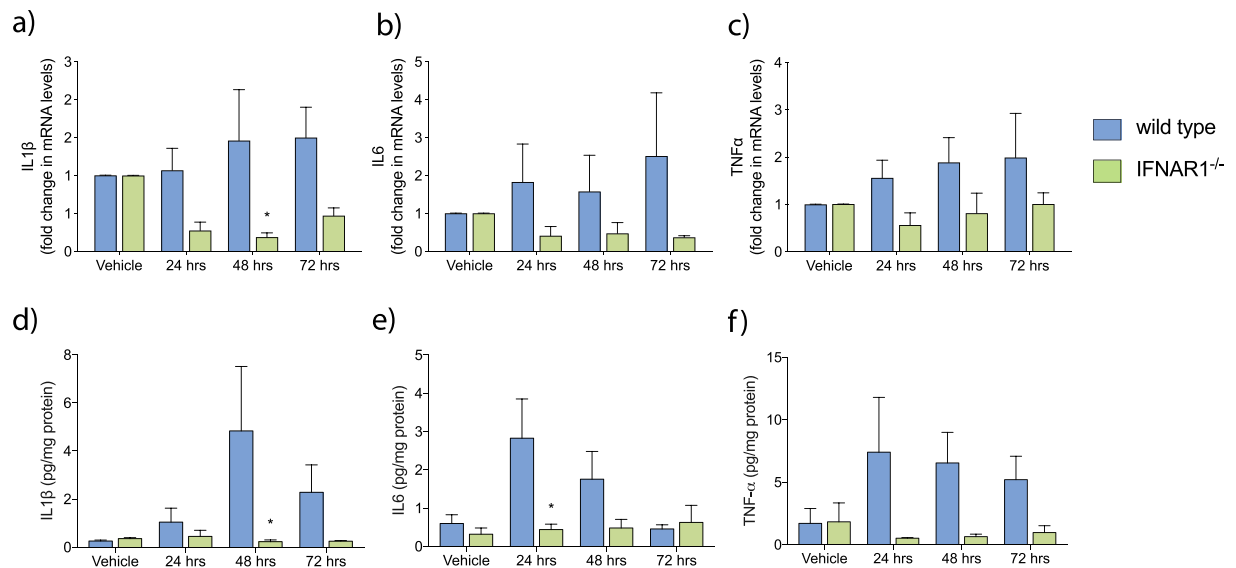 a)
IL1β
(fold change in mRNA levels)
3
2
2
1
1
0
*
Vehicle 24 hrs 48 hrs 72 hrs
b)
IL6
(fold change in mRNA levels)
5
4
3
2
1
0
Vehicle 24 hrs 48 hrs 72 hrs
c)
TNFα
(fold change in mRNA levels)
4
3
2
1
0
Vehicle 24 hrs 48 hrs 72 hrs
wild type
IFNAR1-/-
d)
IL1β (pg/mg protein)
8
6
4
2
0
*
Vehicle 24 hrs 48 hrs 72 hrs
e)
IL6 (pg/mg protein)
5
4
3
2
1
0
*
Vehicle 24 hrs 48 hrs 72 hrs
f)
TNF-α (pg/mg protein)
15
10
5
0
Vehicle 24 hrs 48 hrs 72 hrs